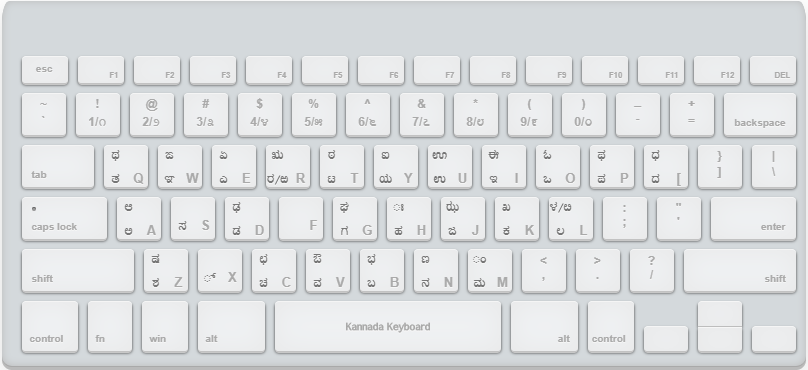 esc F1 F2 F3 F4 F5 F6 F7 F8 F9 F10 F11 F12 DEL
~ ! @ # $ % ^ & * ( ) _ +
` 1/೧ 2/೨ 3/೩ 4/೪ 5/೫ 6/೬ 7/೭ 8/೮ 9/೯ 0/೦ - = backspace
ಥ ಙ ಏ ಋ ಠ ಐ ಊ ಈ ಓ ಫ ಧ } |
tab ತ Q ಞ W ಎ E ರ/ಱ R ಟ T ಯ Y ಉ U ಇ I ಒ O ಪ P ದ [ ] \
ಆ ಢ ಘ ಃ ಝ ಖ ಳ/ೞ : "
caps lock ಅ A ಸ S ಡ D F ಗ G ಹ H ಜ J ಕ K ಲ L ; ' enter
ಷ ಛ ಔ ಭ ಣ ಂ < > ?
shift ಶ Z ್ X ಚ C ವ V ಬ B ನ N ಮ M , . / shift
control fn win alt Kannada Keyboard alt control